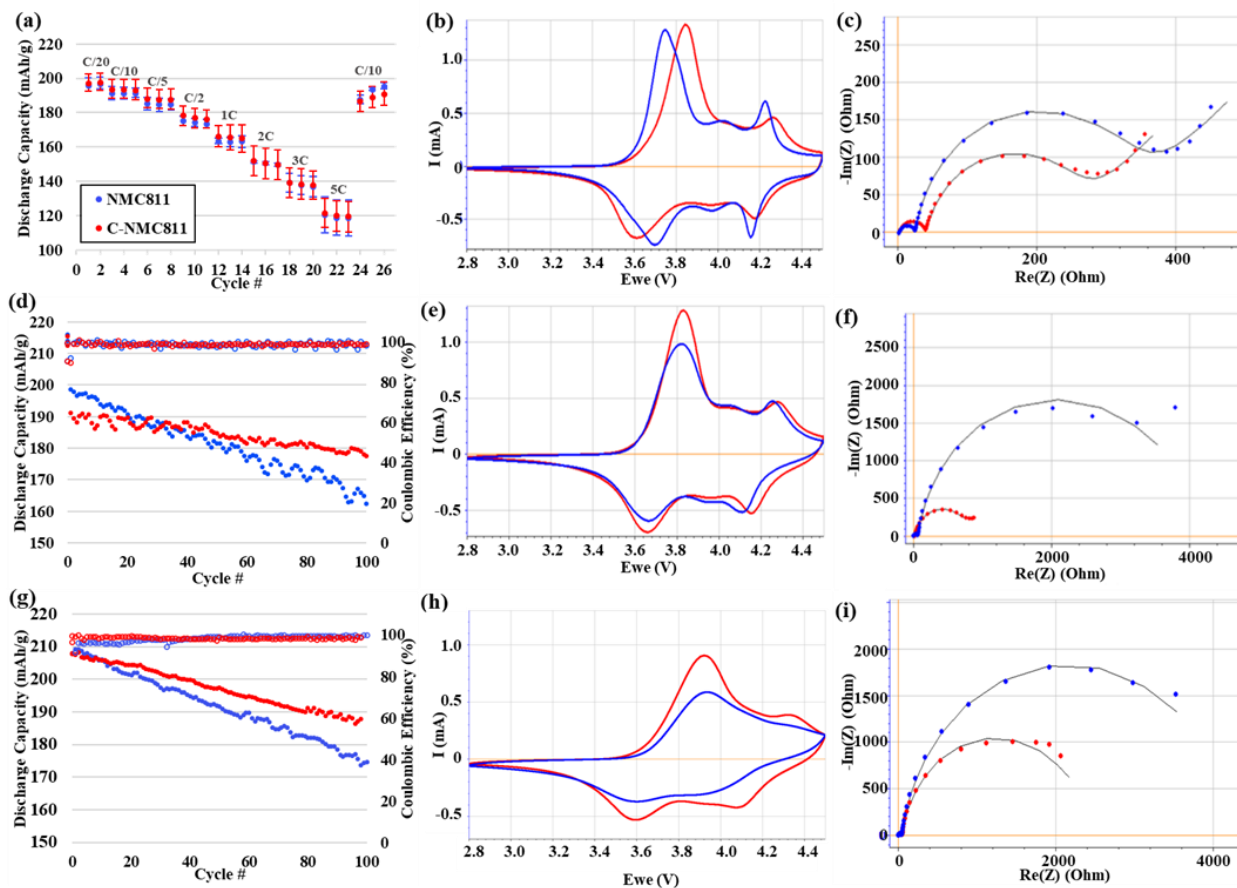 (a)
Discharge Capacity (mAh/g)
220
200
180
160
140
120
100
C/20
C/10
C/5
C/2
1C
2C
3C
5C
C/10
NMC811
C-NMC811
0 2 4 6 8 10 12 14 16 18 20 22 24 26
Cycle #
(b)
I (mA)
1.0
0.5
0
-0.5
2.8 3.0 3.2 3.4 3.6 3.8 4.0 4.2 4.4
Ewe (V)
(c)
-Im(Z) (Ohm)
250
200
150
100
50
0
0 200 400
Re(Z) (Ohm)
(d)
Discharge Capacity (mAh/g)
220
210
200
190
180
170
160
150
0 20 40 60 80 100
Cycle #
100
80
60
40
20
0
Coulombic Efficiency (%)
(e)
I (mA)
1.0
0.5
0
-0.5
2.8 3.0 3.2 3.4 3.6 3.8 4.0 4.2 4.4
Ewe (V)
(f)
-Im(Z) (Ohm)
2500
2000
1500
1000
500
0
0 2000 4000
Re(Z) (Ohm)
(g)
Discharge Capacity (mAh/g)
220
210
200
190
180
170
160
150
0 20 40 60 80 100
Cycle #
100
80
60
40
20
0
Coulombic Efficiency (%)
(h)
I (mA)
1.0
0.5
0
-0.5
2.8 3.0 3.2 3.4 3.6 3.8 4.0 4.2 4.4
Ewe (V)
(i)
-Im(Z) (Ohm)
2000
1500
1000
500
0
0 2000 4000
Re(Z) (Ohm)